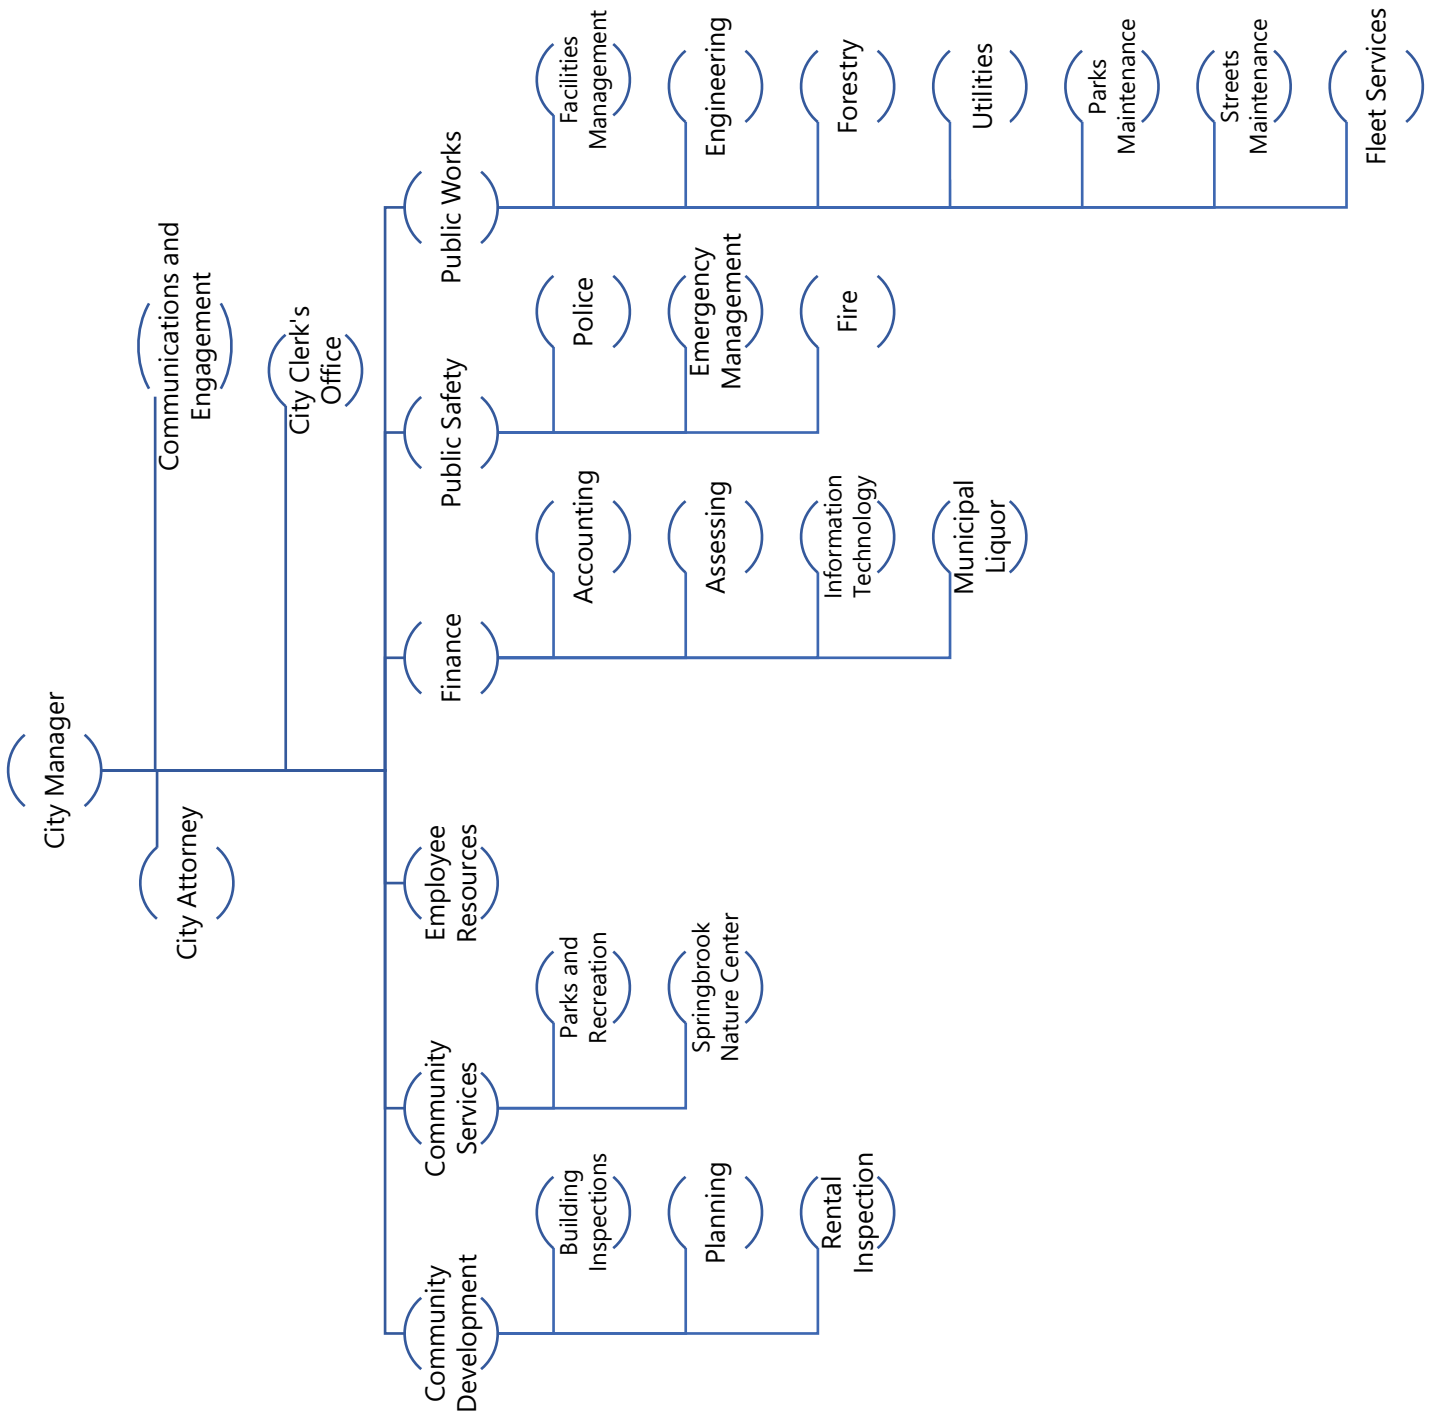 City Manager
City Attorney
Communications and
Engagement
City Clerk's
Office
Community
Development
Building
Inspections
Planning
Rental
Inspection
Community
Services
Parks and
Recreation
Springbrook
Nature Center
Employee
Resources
Finance
Accounting
Assessing
Information
Technology
Municipal
Liquor
Public Safety
Police
Emergency
Management
Fire
Public Works
Facilities
Management
Engineering
Forestry
Utilities
Parks
Maintenance
Streets
Maintenance
Fleet Services